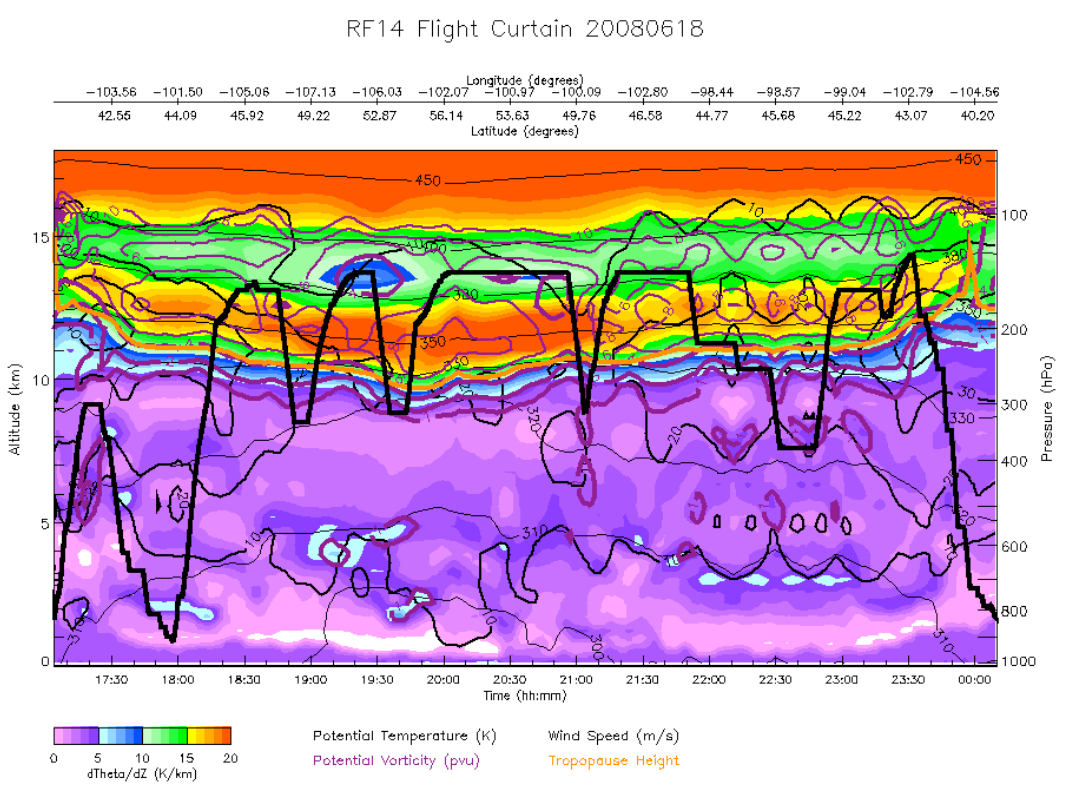 RF14 Flight Curtain 20080618
Longitude (degrees)
-103.56 -101.50 -105.06 -107.13 -106.03 -102.07 -100.97 -100.09 -102.80 -98.44 -98.57 -99.04 -102.79 -104.56
42.55 44.09 45.92 49.22 52.87 56.14 53.63 49.76 46.58 44.77 45.68 45.22 43.07 40.20
Latitude (degrees)
450 450
10 10 100
15 400 380
330
200
350
10 330
10
30 300
330
320 20
400
20
5 310
10 600
800
310 0 300 310
0 1000
17:30 18:00 18:30 19:00 19:30 20:00 20:30 21:00 21:30 22:00 22:30 23:00 23:30 00:00
Time (hh:mm)
Altitude (km)
Pressure (hPa)
0 5 10 15 20
dTheta/dZ (K/km)
Potential Temperature (K) Wind Speed (m/s)
Potential Vorticity (pvu) Tropopause Height